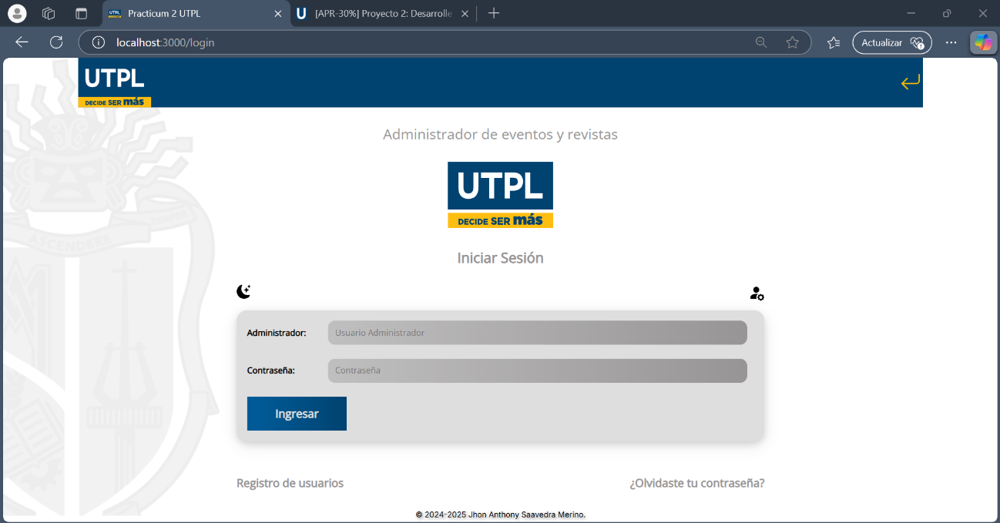 Practicum 2 UTPL
[APR-30%] Proyecto 2: Desarrolle
localhost:3000/login
Actualizar
UTPL
DECIDE SER más
Administrador de eventos y revistas
UTPL
DECIDE SER más
SEMPER
ASCENDERE
Iniciar Sesión
Administrador:
Usuario Administrador
Contraseña:
Contraseña
Ingresar
Registro de usuarios
¿Olvidaste tu contraseña?
© 2024-2025 Jhon Anthony Saavedra Merino.